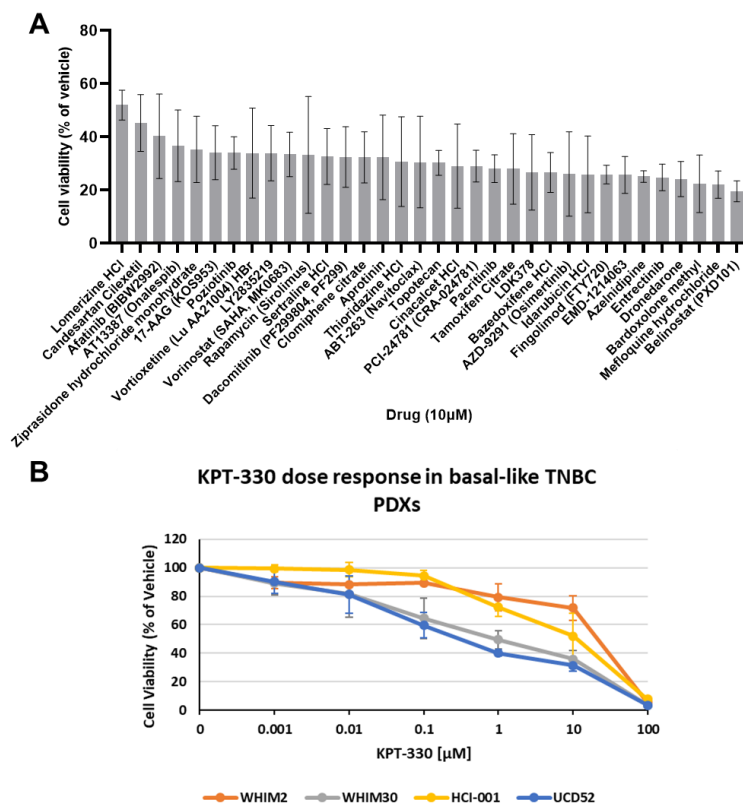 A
Cell viability (% of vehicle)
80
60
40
20
0
Lomerizine HCl
Candesartan Cilexetil
Afatinib (BIBW2992)
AT13387 (Onalespib)
Ziprasidone hydrochloride monohydrate
17-AAG (KOS953)
Poziotinib
Vortioxetine (Lu AA21004) HBr
LY2835219
Vorinostat (SAHA, MK0683)
Rapamycin (Sirolimus)
Sertraline HCl
Dacomitinib (PF299804, PF299)
Clomiphene citrate
Aprotinin
Thioridazine HCl
ABT-263 (Navitoclax)
Topotecan
Cinacalcet HCl
PCI-24781 (CRA-024781)
Pacritinib
Tamoxifen Citrate
LDK378
Bazedoxifene HCl
AZD-9291 (Osimertinib)
Idarubicin HCl
Fingolimod (FTY720)
EMD-1214063
Azelnidipine
Entrectinib
Dronedarone
Bardoxolone methyl
Mefloquine hydrochloride
Belinostat (PXD101)
Drug (10μM)
B
KPT-330 dose response in basal-like TNBC
PDXs
Cell Viability (% of Vehicle)
120
100
80
60
40
20
0
0 0.001 0.01 0.1 1 10 100
KPT-330 [μM]
WHIM2 WHIM30 HCI-001 UCD52